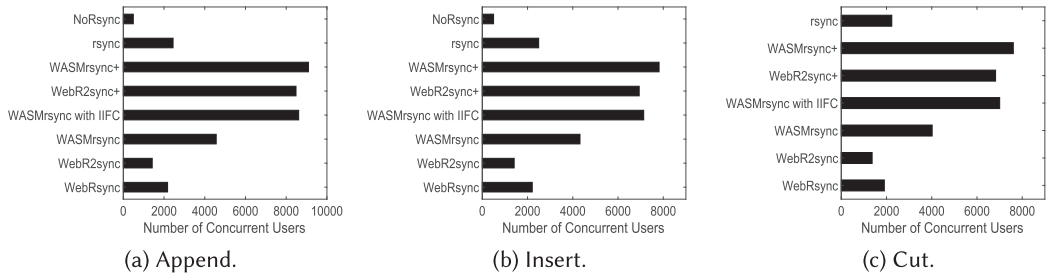 NoRsync
rsync
WASMrsync+
WebR2sync+
WASMrsync with IIFC
WASMrsync
WebR2sync
WebRsync
0 2000 4000 6000 8000 10000
Number of Concurrent Users
(a) Append.
NoRsync
rsync
WASMrsync+
WebR2sync+
WASMrsync with IIFC
WASMrsync
WebR2sync
WebRsync
0 2000 4000 6000 8000
Number of Concurrent Users
(b) Insert.
rsync
WASMrsync+
WebR2sync+
WASMrsync with IIFC
WASMrsync
WebR2sync
WebRsync
0 2000 4000 6000 8000
Number of Concurrent Users
(c) Cut.